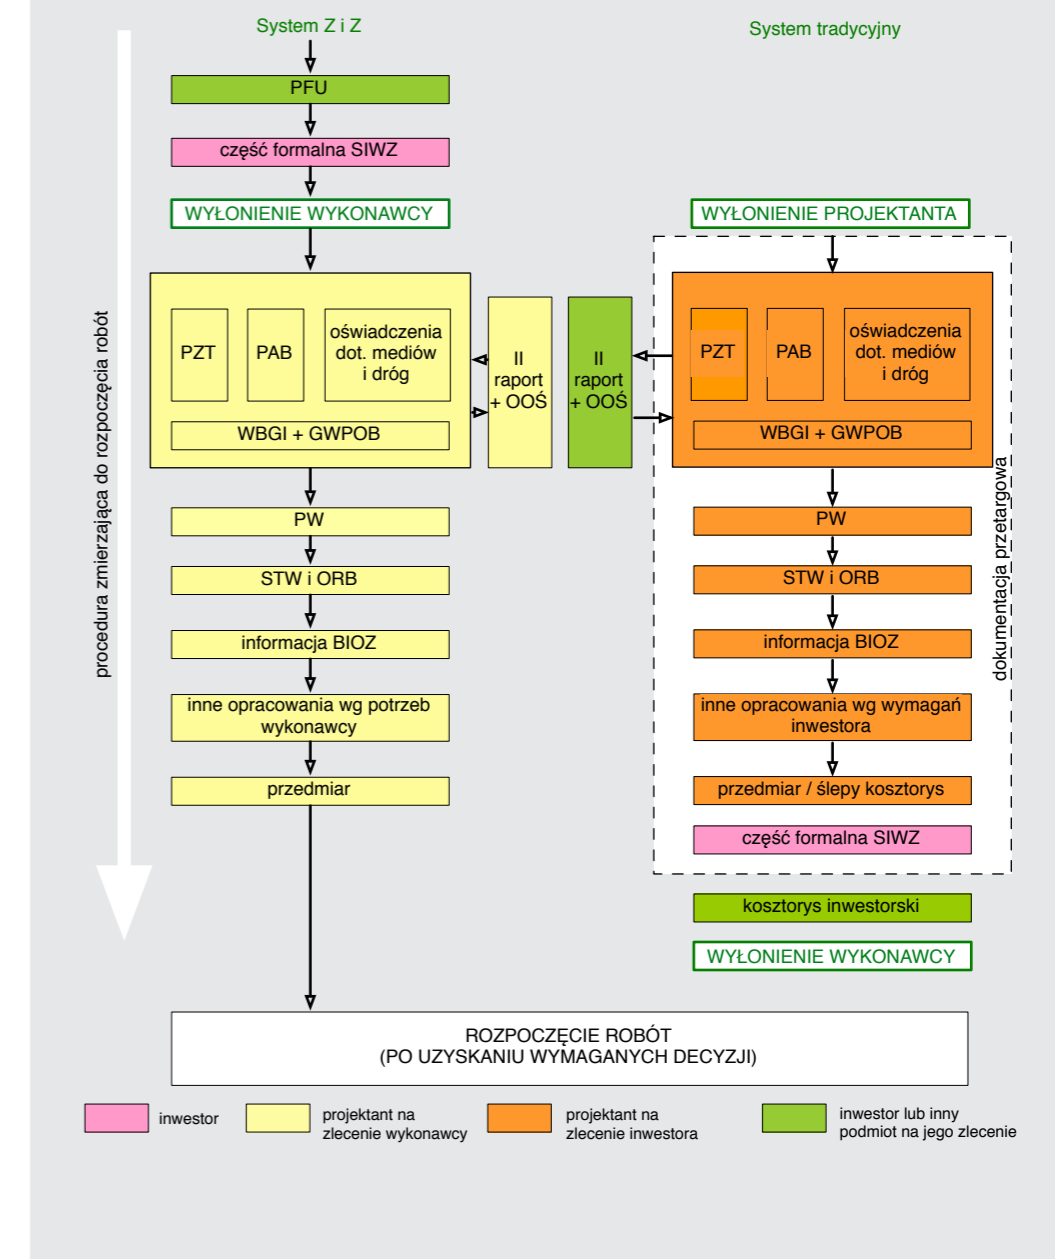 System Z i Z
System tradycyjny
PFU
część formalna SIWZ
WYŁONIENIE WYKONAWCY
WYŁONIENIE PROJEKTANTA
procedura zmierzająca do rozpoczęcia robót
PZT
PAB
oświadczenia
dot. mediów
i dróg
WBGI + GWPOB
II
raport
+ OOŚ
II
raport
+ OOŚ
PZT
PAB
oświadczenia
dot. mediów
i dróg
WBGI + GWPOB
dokumentacja przetargowa
PW
STW i ORB
informacja BIOZ
inne opracowania wg potrzeb
wykonawcy
przedmiar
PW
STW i ORB
informacja BIOZ
inne opracowania wg wymagań
inwestora
przedmiar / ślepy kosztorys
część formalna SIWZ
kosztorys inwestorski
WYŁONIENIE WYKONAWCY
ROZPOCZĘCIE ROBÓT
(PO UZYSKANIU WYMAGANYCH DECYZJI)
inwestor
projektant na
zlecenie wykonawcy
projektant na
zlecenie inwestora
inwestor lub inny
podmiot na jego zlecenie